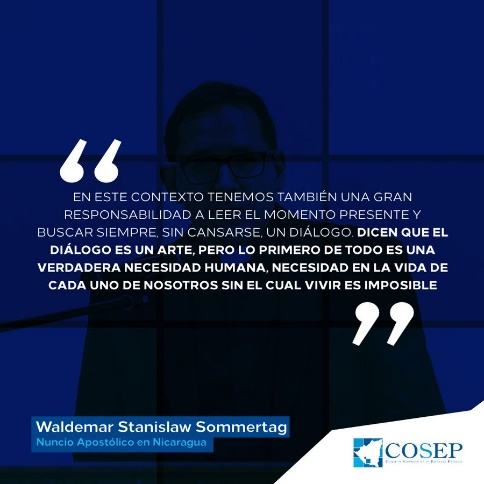 “
EN ESTE CONTEXTO TENEMOS TAMBIÉN UNA GRAN
RESPONSABILIDAD A LEER EL MOMENTO PRESENTE Y
BUSCAR SIEMPRE, SIN CANSARSE, UN DIÁLOGO. DICEN QUE EL
DIÁLOGO ES UN ARTE, PERO LO PRIMERO DE TODO ES UNA
VERDADERA NECESIDAD HUMANA, NECESIDAD EN LA VIDA DE
CADA UNO DE NOSOTROS SIN EL CUAL VIVIR ES IMPOSIBLE
”
Waldemar Stanislaw Sommertag
Nuncio Apostólico en Nicaragua
COSEP